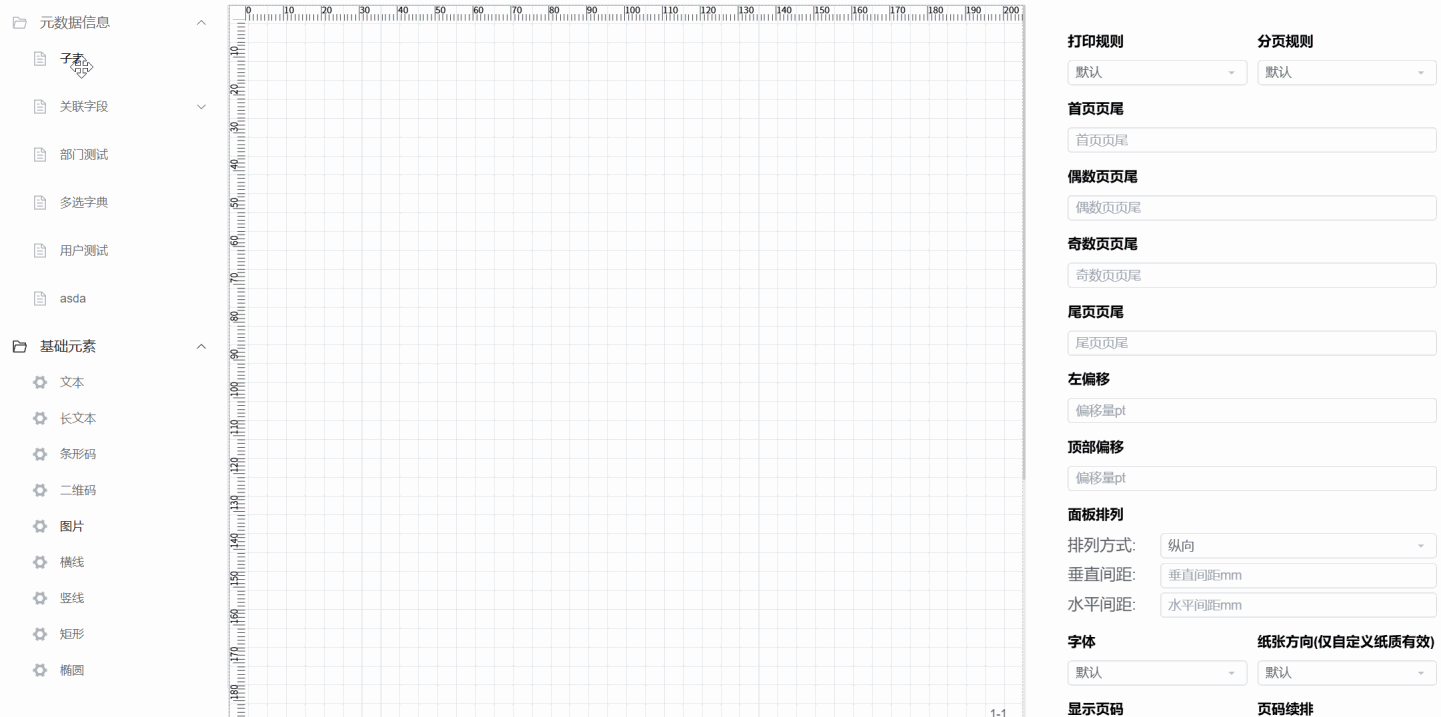 元数据信息
子表
关联字段
部门测试
多选字典
用户测试
asda
基础元素
文本
长文本
条形码
二维码
图片
横线
竖线
矩形
椭圆
0 10 20 30 40 50 60 70 80 90 100 110 120 130 140 150 160 170 180 190 200
10
20
30
40
50
60
70
80
90
100
110
120
130
140
150
160
170
180
1-1
打印规则 分页规则
默认 默认
首页页尾
首页页尾
偶数页页尾
偶数页页尾
奇数页页尾
奇数页页尾
尾页页尾
尾页页尾
左偏移
偏移量pt
顶部偏移
偏移量pt
面板排列
排列方式: 纵向
垂直间距: 垂直间距mm
水平间距: 水平间距mm
字体 纸张方向(仅自定义纸质有效)
默认 默认
显示页码 页码续排